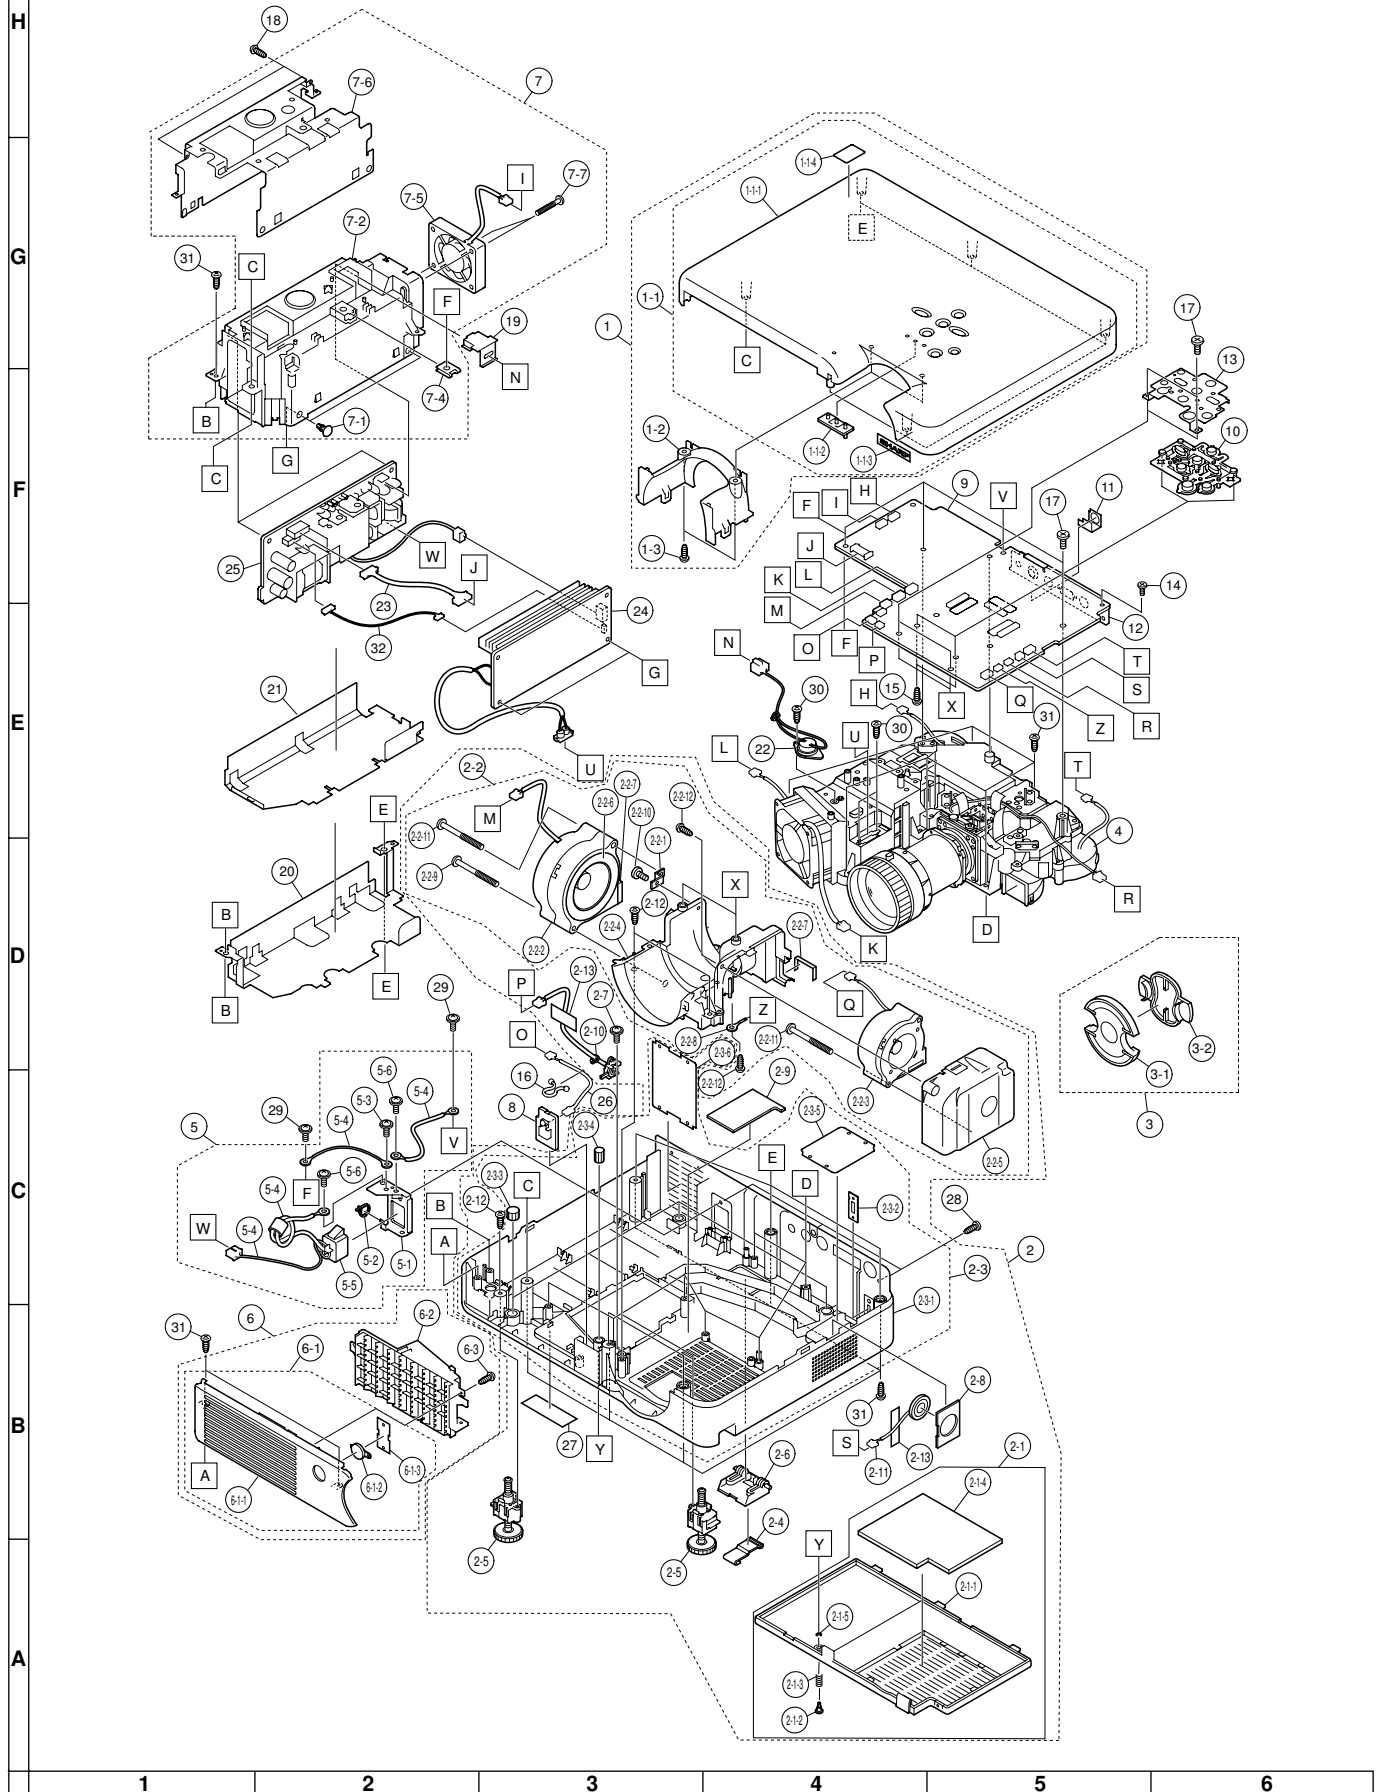 H
18
7-6
7
1-1-4
I
7-7
1-1-1
7-5
E
7-2
G
31
C
1-1
F
17
19
1
C
13
N
7-4
1-2
B
7-1
10
1-1-2
G
1-1-3
SHARP
C
H
9
V
11
F
F
I
17
W
1-3
J
25
J
L
14
23
K
24
M
12
32
O
F
P
T
N
G
S
21
30
H
15
X
Q
R
E
Z
31
30
22
U
2-2
U
L
T
2-2-7
2-2-6
M
2-2-12
E
2-2-10
2-2-11
4
2-2-1
20
2-2-9
X
R
2-12
B
2-2-4
2-2-7
D
D
2-2-2
K
P
2-13
E
Q
29
2-7
B
Z
3-2
O
2-2-8
2-2-11
2-10
2-3-6
3-1
2-2-12
2-9
16
5-6
2-2-3
5-4
26
5-3
8
3
29
2-3-5
5
5-4
2-3-4
V
2-2-5
5-6
E
2-3-3
C
C
D
F
2-12
2-3-2
28
5-4
B
W
A
2
5-4
5-2
5-1
2-3
5-5
2-3-1
6-2
31
6
6-3
6-1
2-8
31
B
S
27
Y
2-6
2-11
2-13
2-1
A
6-1-3
6-1-2
2-1-4
6-1-1
2-4
Y
2-5
2-5
2-1-1
2-1-5
A
2-1-3
2-1-2
1
2
3
4
5
6